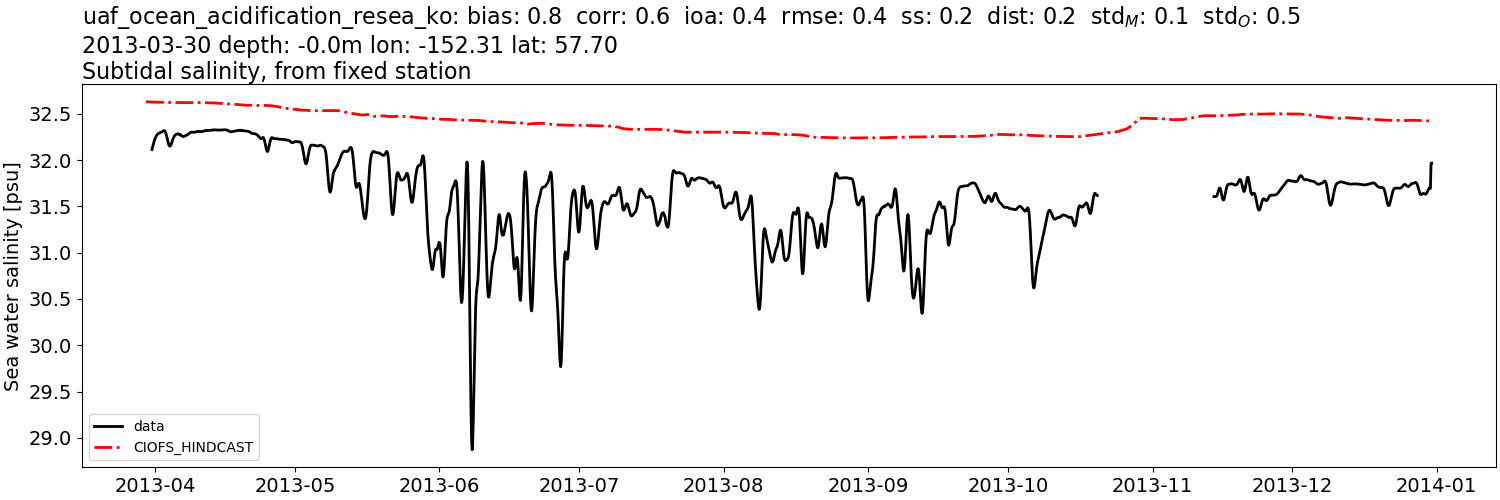 uaf_ocean_acidification_resea_ko: bias: 0.8  corr: 0.6  ioa: 0.4  rmse: 0.4  ss: 0.2  dist: 0.2  std_M: 0.1  std_O: 0.5
2013-03-30 depth: -0.0m lon: -152.31 lat: 57.70
Subtidal salinity, from fixed station
Sea water salinity [psu]
32.5
32.0
31.5
31.0
30.5
30.0
29.5
29.0
data
CIOFS_HINDCAST
2013-04 2013-05 2013-06 2013-07 2013-08 2013-09 2013-10 2013-11 2013-12 2014-01